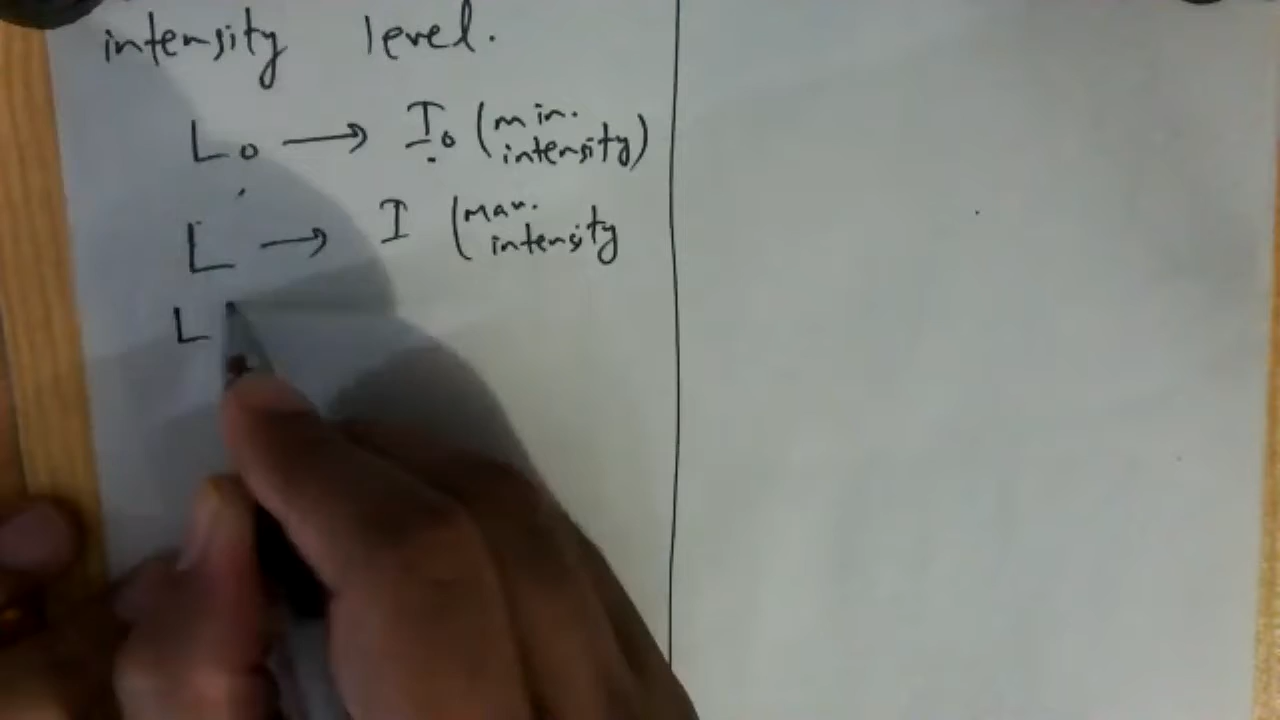 intensity level.
L₀ → I₀ (min. intensity)
L → I (max. intensity
L